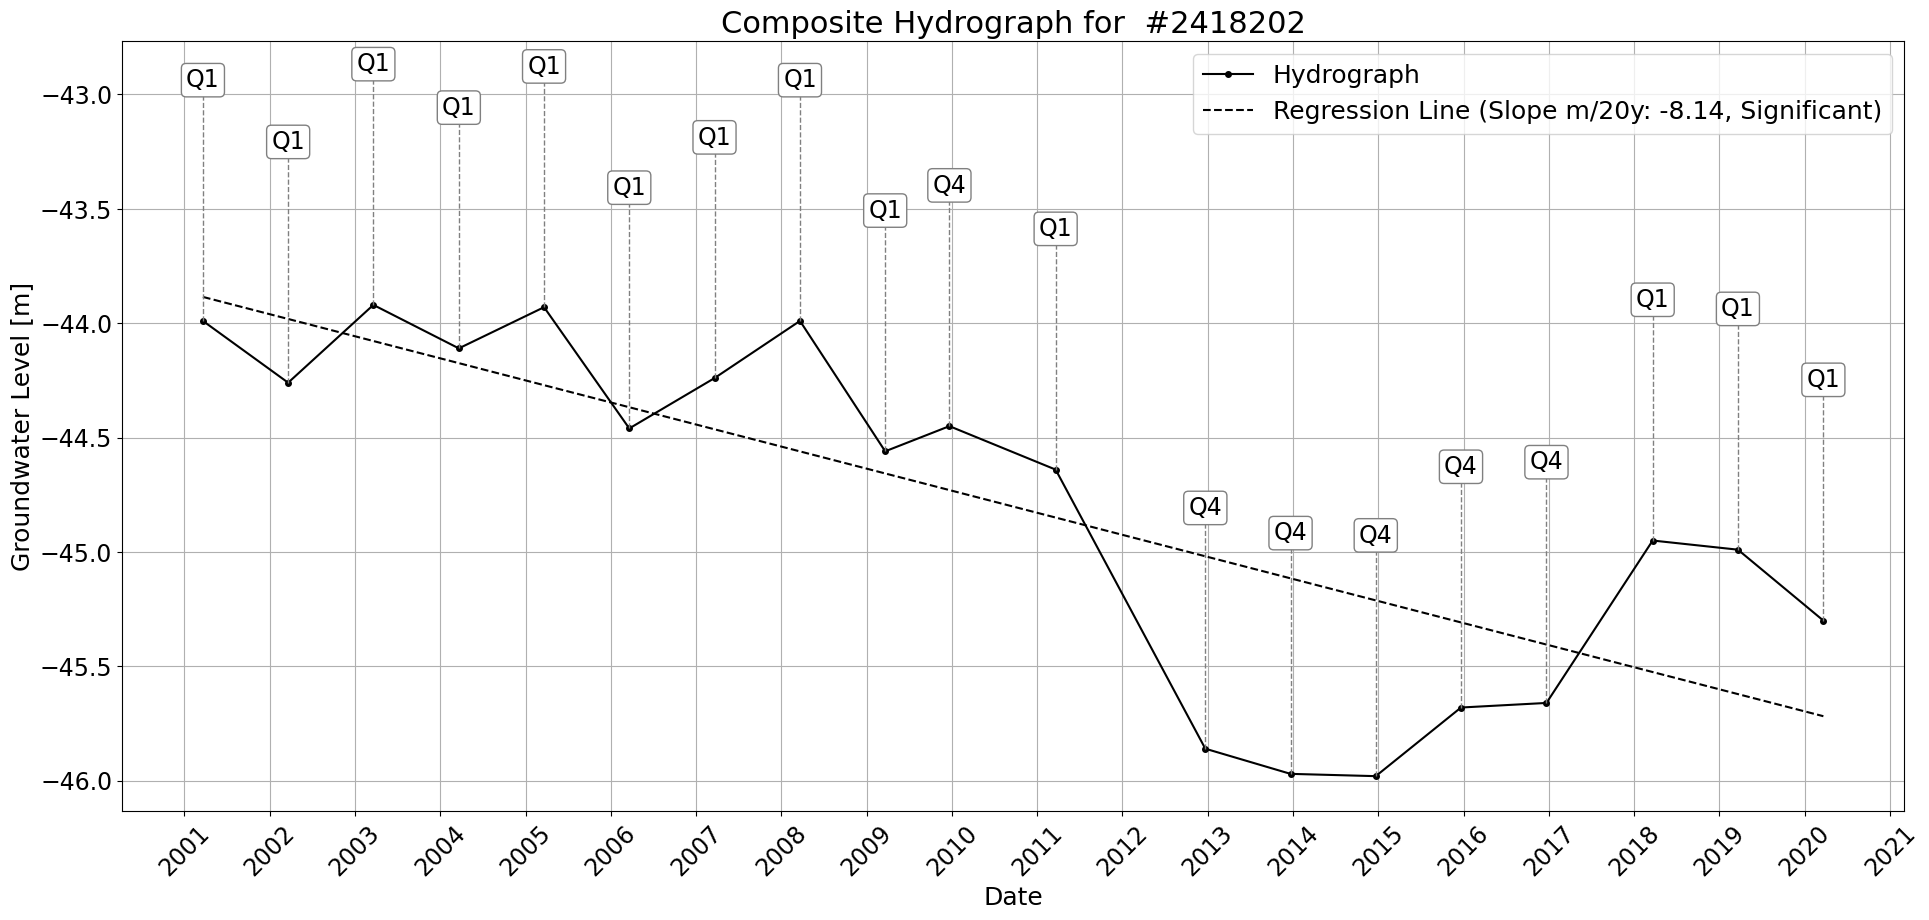 Composite Hydrograph for  #2418202
Hydrograph
Regression Line (Slope m/20y: -8.14, Significant)
Groundwater Level [m]
−43.0
−43.5
−44.0
−44.5
−45.0
−45.5
−46.0
Q1
Q1
Q1
Q1
Q1
Q1
Q1
Q1
Q1
Q4
Q1
Q4
Q4
Q4
Q4
Q4
Q1
Q1
Q1
2001
2002
2003
2004
2005
2006
2007
2008
2009
2010
2011
2012
2013
2014
2015
2016
2017
2018
2019
2020
2021
Date